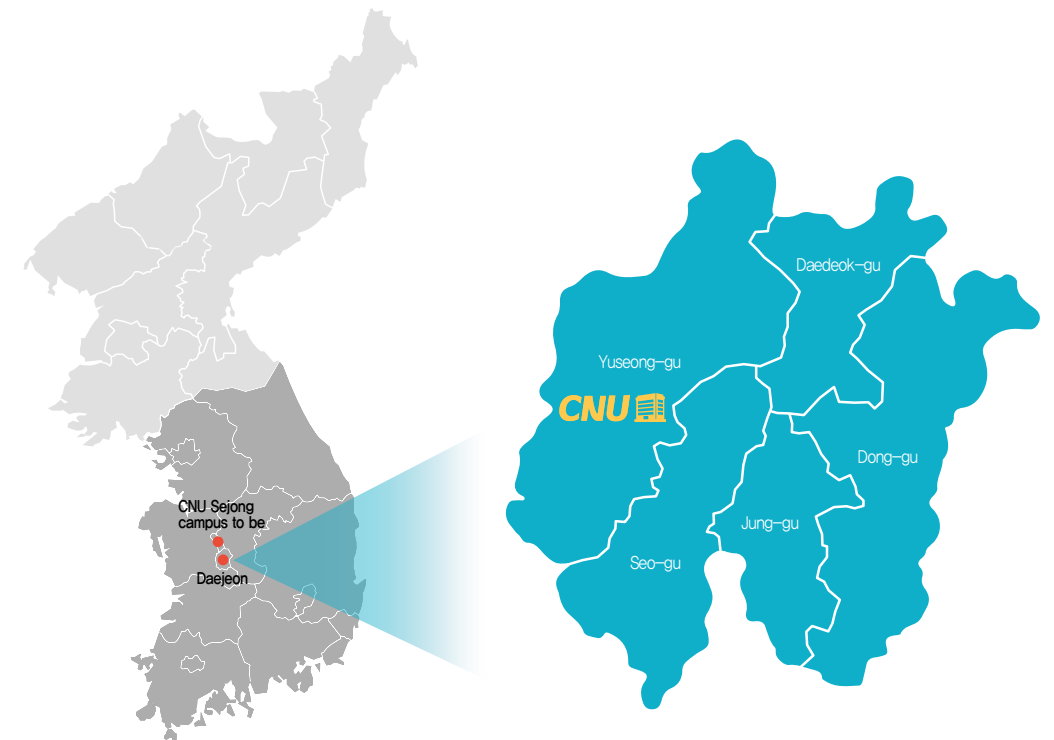 CNU Sejong
campus to be
Daejeon
Daedeok-gu
Yuseong-gu
CNU
Dong-gu
Jung-gu
Seo-gu